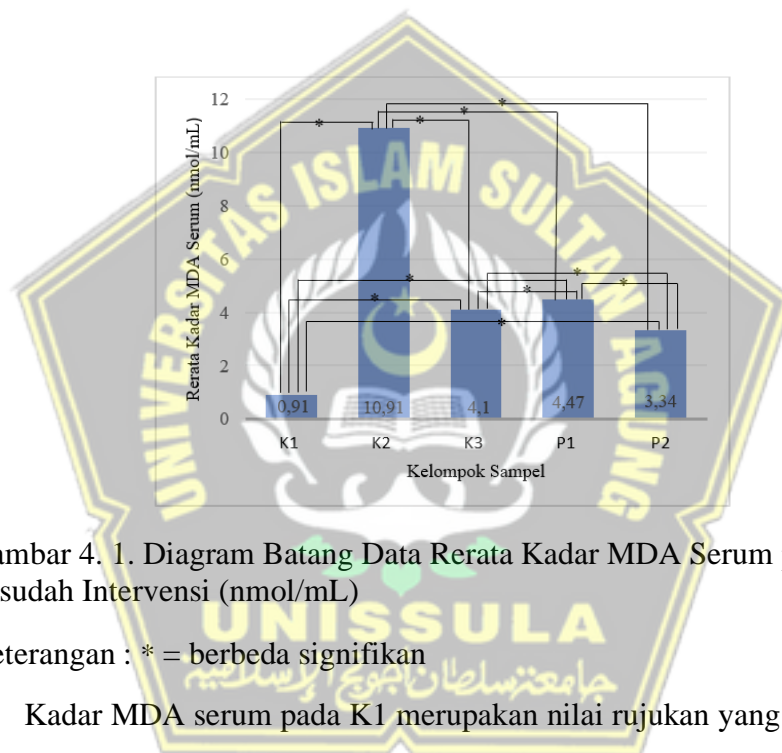 12
10
8
6
4
2
0
Rerata Kadar MDA Serum (nmol/mL)
* * * *
* * * * * *
0,91 10,91 4,1 4,47 3,34
K1 K2 K3 P1 P2
Kelompok Sampel
UNIVERSITAS ISLAM SULTAN AGUNG
ambar 4. 1. Diagram Batang Data Rerata Kadar MDA Serum
sudah Intervensi (nmol/mL)
UNISSULA
eterangan : * = berbeda signifikan
جامعتسلطان أجونج الإسلامية
Kadar MDA serum pada K1 merupakan nilai rujukan yang